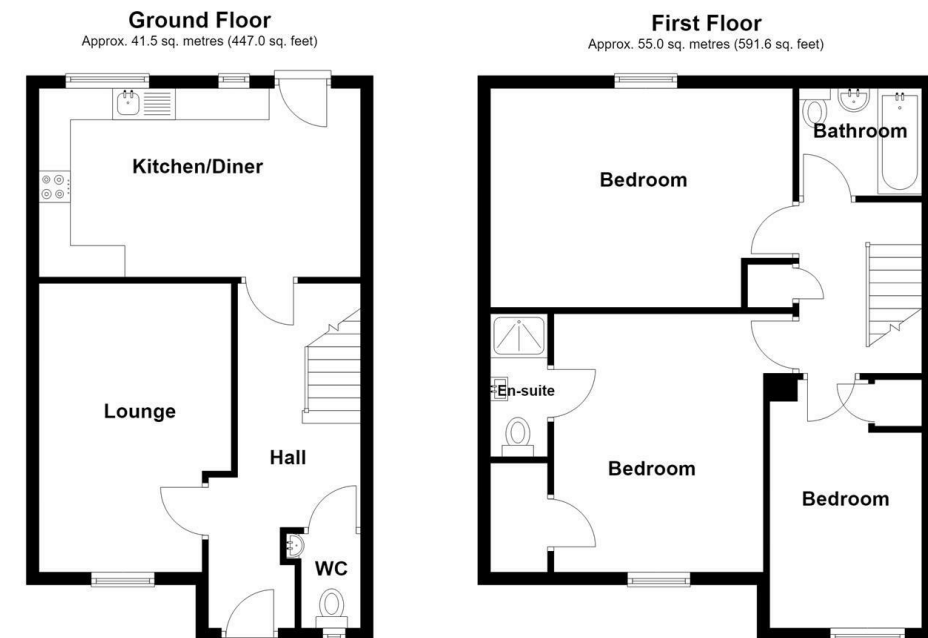 Ground Floor
Approx. 41.5 sq. metres (447.0 sq. feet)
Kitchen/Diner
Lounge
Hall
WC
First Floor
Approx. 55.0 sq. metres (591.6 sq. feet)
Bedroom
Bathroom
En-suite
Bedroom
Bedroom